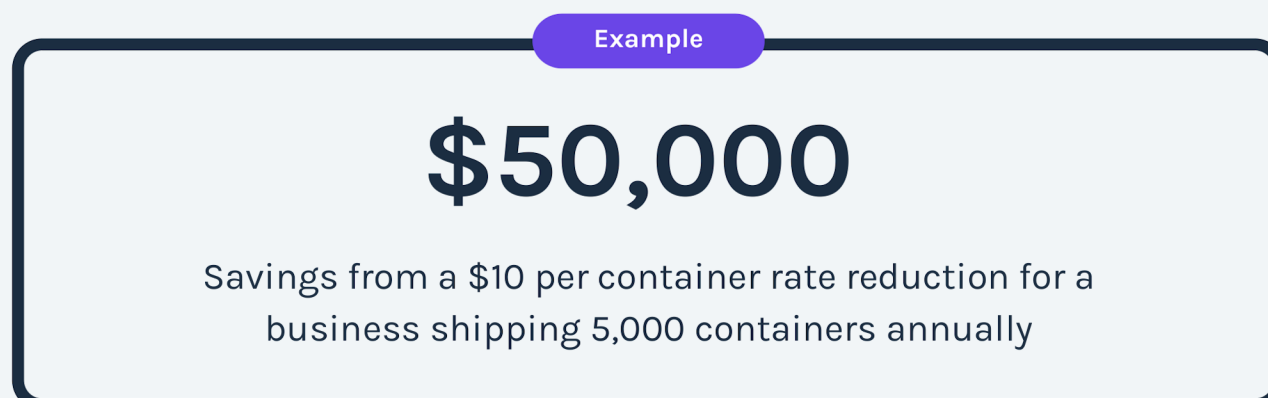 Example
$50,000
Savings from a $10 per container rate reduction for a
business shipping 5,000 containers annually